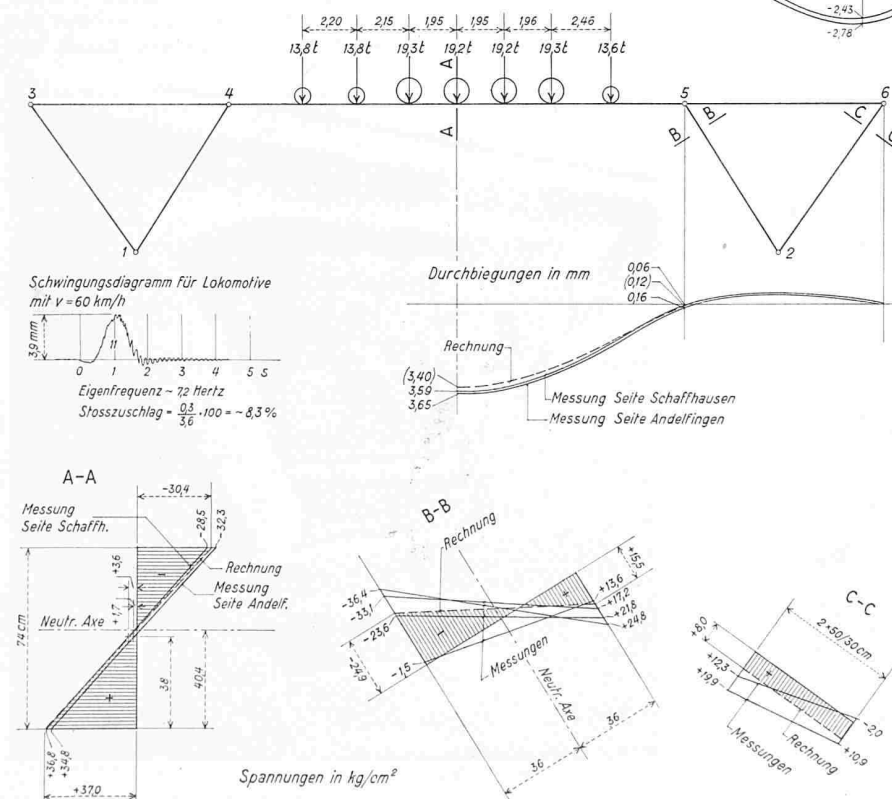 -2,43
-2,78
2,20 2,15 1,95 1,95 1,96 2,46
13,8t 13,8t 19,3t 19,2t 19,2t 19,3t 13,6t
A
A
3 4 5 6
B B C C
1 2
Schwingungsdiagramm für Lokomotive
mit v = 60 km/h
3,9 mm
11
0 1 2 3 4 5 s
Eigenfrequenz ~ 7,2 Hertz
Stosszuschlag = 0,3/3,6 · 100 = ~ 8,3 %
Durchbiegungen in mm
0,06
(0,12)
0,16
Rechnung
(3,40)
3,59
3,65
Messung Seite Schaffhausen
Messung Seite Andelfingen
A-A
-30,4
Messung
Seite Schaffh.
-28,5
-32,3
+3,6
Rechnung
Messung
Seite Andelf.
+1,7
Neutr. Axe
74 cm
38
40,4
+36,8
+34,8
+37,0
B-B
Rechnung
+15,5
-36,4
-33,1
-23,6
+13,6
+17,2
+21,8
+24,8
-24,9
-1,5
Messungen
Neutr. Axe
36
36
C-C
2×50/30cm
+8,0
+12,3
+19,9
-2,0
+10,9
Messungen
Rechnung
Spannungen in kg/cm²